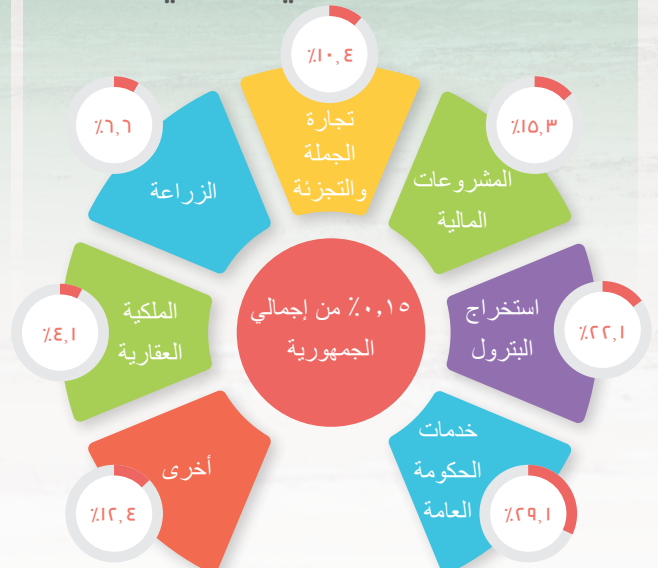 ٪١٠,٤
تجارة
الجملة
والتجزئة
٪١٥,٣
المشروعات
المالية
٪٢٢,١
استخراج
البترول
٪٢٩,١
خدمات
الحكومة
العامة
٪١٢,٤
أخرى
٪٤,١
الملكية
العقارية
٪٦,٦
الزراعة
٠,١٥٪ من إجمالي
الجمهورية